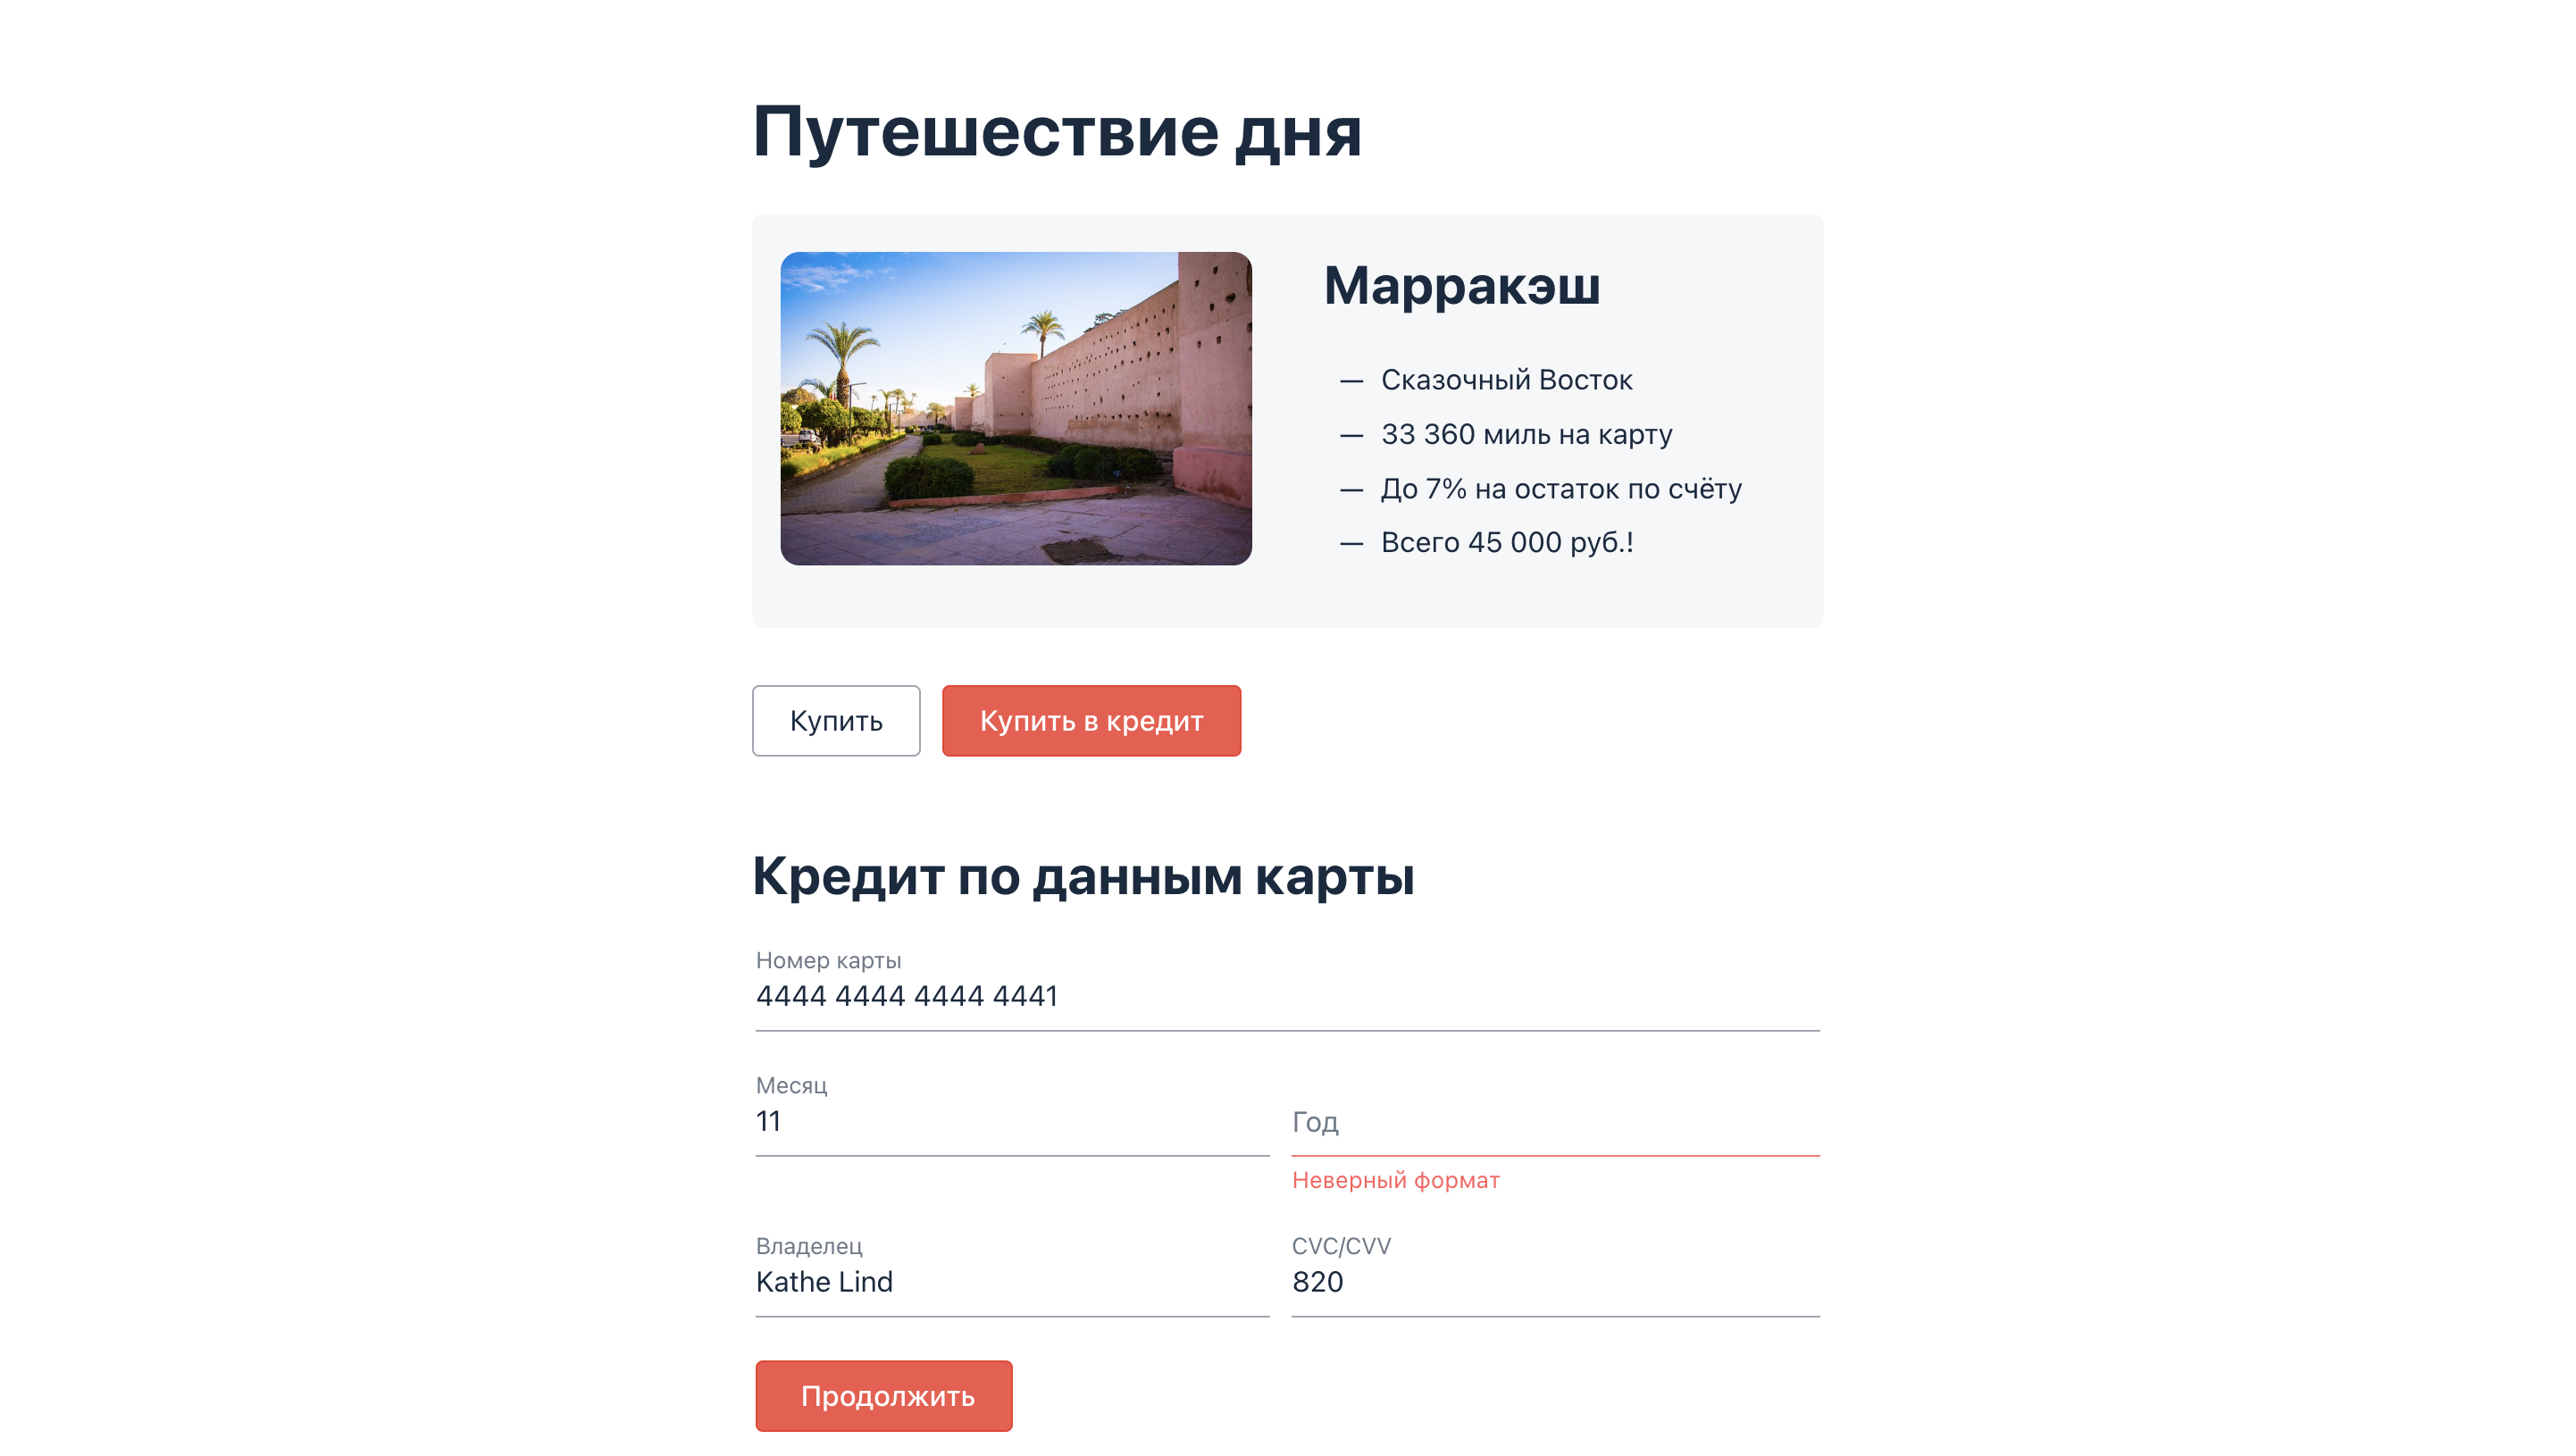 Путешествие дня
Марракэш
— Сказочный Восток
— 33 360 миль на карту
— До 7% на остаток по счёту
— Всего 45 000 руб.!
Купить
Купить в кредит
Кредит по данным карты
Номер карты
4444 4444 4444 4441
Месяц
11
Год
Неверный формат
Владелец
Kathe Lind
CVC/CVV
820
Продолжить